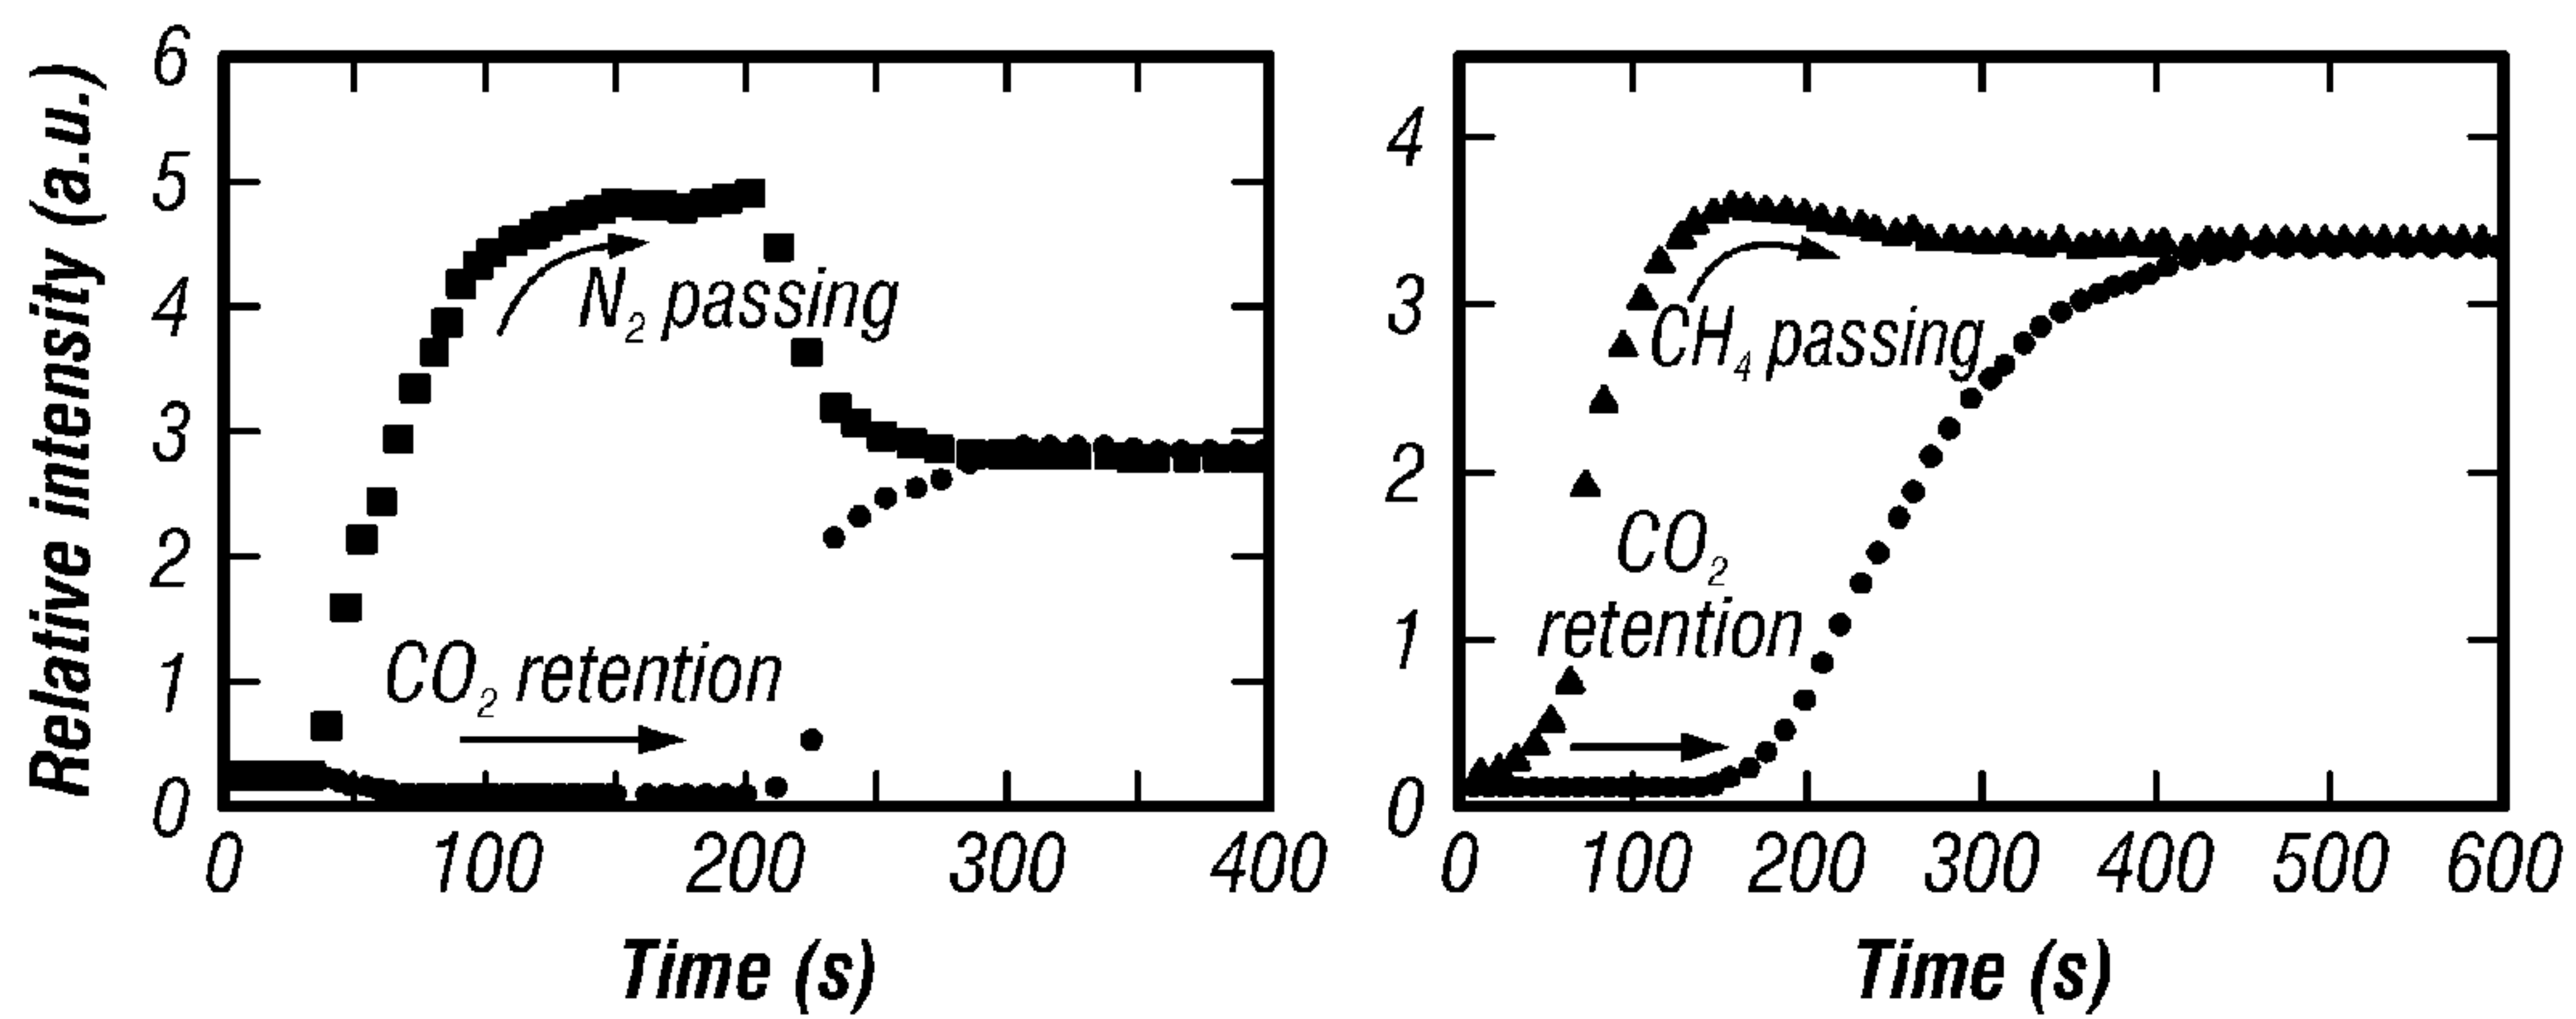 Relative intensity (a.u.)
6
5
4
3
2
1
0
N2 passing
CO2 retention
0 100 200 300 400
Time (s)
4
3
2
1
0
CH4 passing
CO2
retention
0 100 200 300 400 500 600
Time (s)